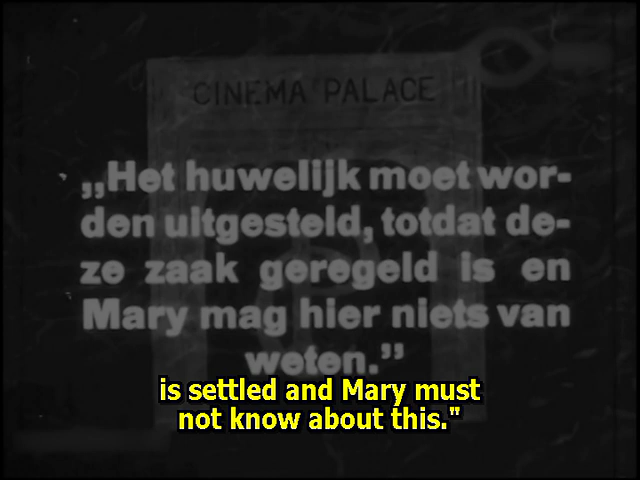 CINEMA PALACE
„Het huwelijk moet wor-
den uitgesteld, totdat de-
ze zaak geregeld is en
Mary mag hier niets van
weten.”
is settled and Mary must
not know about this."